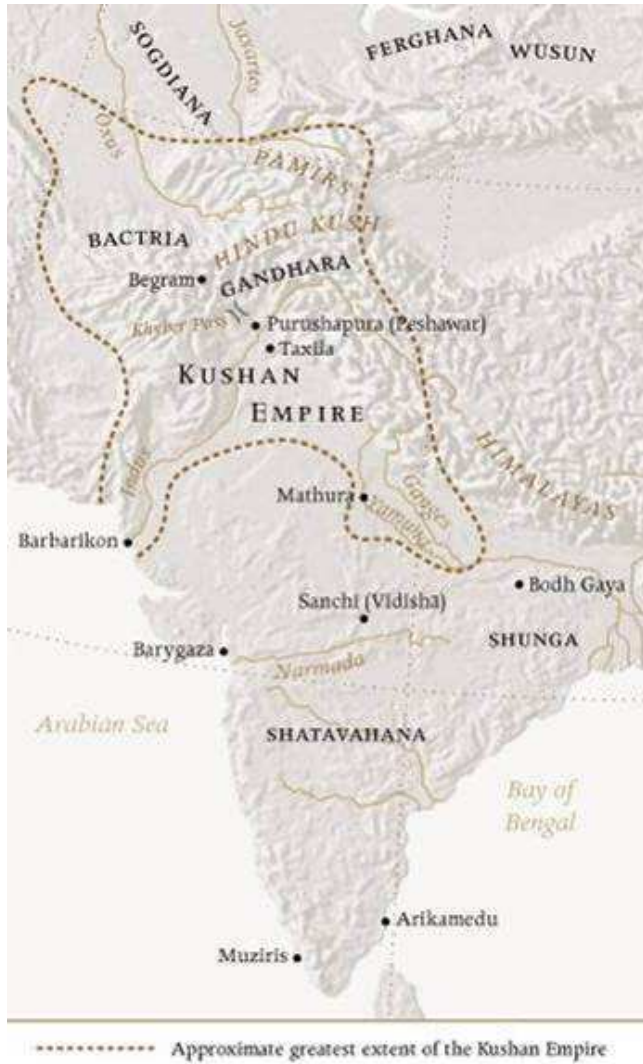 FERGHANA
WUSUN
SOGDIANA
Jaxartes
Oxus
PAMIRS
BACTRIA
HINDU KUSH
GANDHARA
Begram
Khyber Pass
Purushapura (Peshawar)
Taxila
KUSHAN
EMPIRE
HIMALAYAS
Indus
Mathura
Ganges
Yamuna
Barbarikon
Bodh Gaya
Sanchi (Vidishā)
SHUNGA
Barygaza
Narmada
Arabian Sea
SHATAVAHANA
Bay of
Bengal
Arikamedu
Muziris
Approximate greatest extent of the Kushan Empire